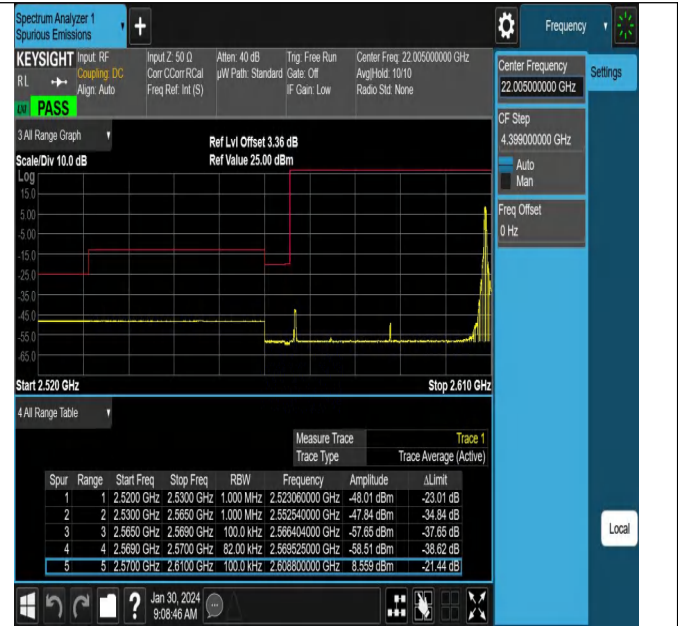 Spectrum Analyzer 1
Spurious Emissions
Frequency
KEYSIGHT Input: RF
RL
Coupling: DC
Align: Auto
Input Z: 50 Ω
Corr CCorr RCal
Freq Ref: Int (S)
Atten: 40 dB
µW Path: Standard
Trig: Free Run
Gate: Off
IF Gain: Low
Center Freq: 22.005000000 GHz
Avg|Hold: 10/10
Radio Std: None
PASS
Center Frequency
22.005000000 GHz
Settings
CF Step
4.399000000 GHz
Auto
Man
Freq Offset
0 Hz
3 All Range Graph
Ref Lvl Offset 3.36 dB
Scale/Div 10.0 dB
Ref Value 25.00 dBm
Log
15.0
5.00
-5.00
-15.0
-25.0
-35.0
-45.0
-55.0
-65.0
Start 2.520 GHz
Stop 2.610 GHz
4 All Range Table
Measure Trace Trace 1
Trace Type Trace Average (Active)
Spur Range Start Freq Stop Freq RBW Frequency Amplitude ΔLimit
1 1 2.5200 GHz 2.5300 GHz 1.000 MHz 2.523060000 GHz -48.01 dBm -23.01 dB
2 2 2.5300 GHz 2.5650 GHz 1.000 MHz 2.552540000 GHz -47.84 dBm -34.84 dB
3 3 2.5650 GHz 2.5690 GHz 100.0 kHz 2.566404000 GHz -57.65 dBm -37.65 dB
4 4 2.5690 GHz 2.5700 GHz 82.00 kHz 2.569525000 GHz -58.51 dBm -38.62 dB
5 5 2.5700 GHz 2.6100 GHz 100.0 kHz 2.608800000 GHz 8.559 dBm -21.44 dB
Local
Jan 30, 2024
9:08:46 AM